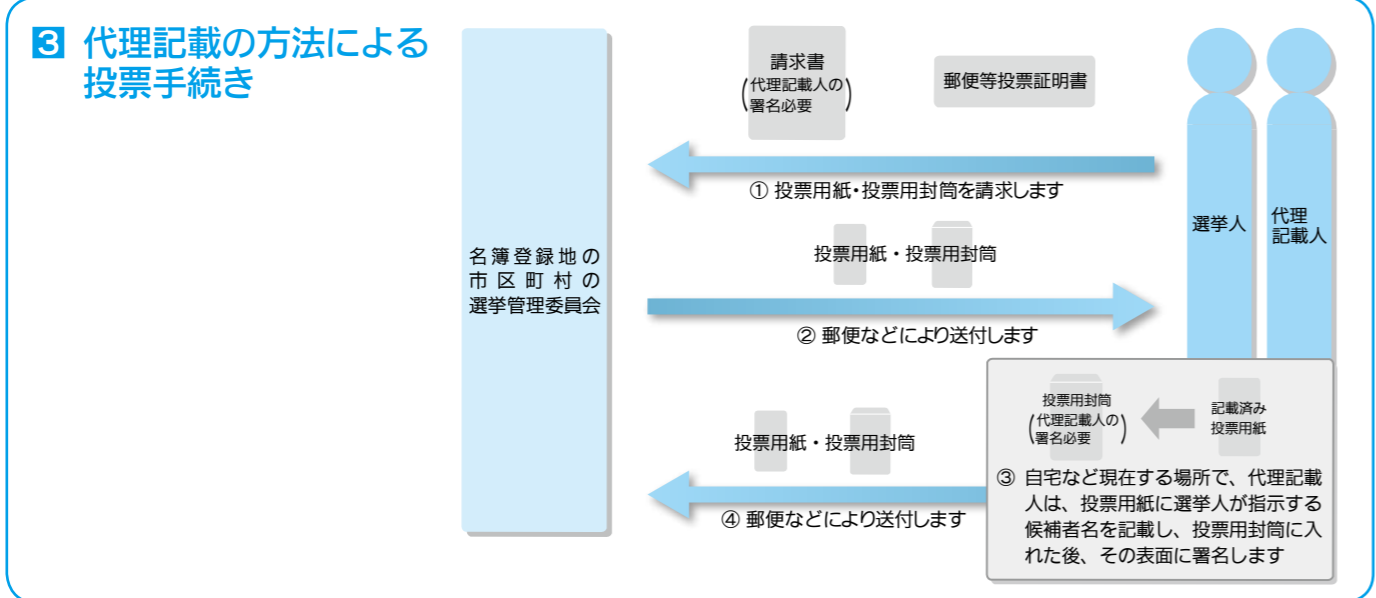 3 代理記載の方法による
投票手続き
請求書
(代理記載人の
署名必要)
郵便等投票証明書
① 投票用紙・投票用封筒を請求します
選挙人
代理
記載人
名簿登録地の
市区町村の
選挙管理委員会
投票用紙・投票用封筒
② 郵便などにより送付します
投票用封筒
(代理記載人の
署名必要)
記載済み
投票用紙
投票用紙・投票用封筒
④ 郵便などにより送付します
③ 自宅など現在する場所で、代理記載
人は、投票用紙に選挙人が指示する
候補者名を記載し、投票用封筒に入
れた後、その表面に署名します